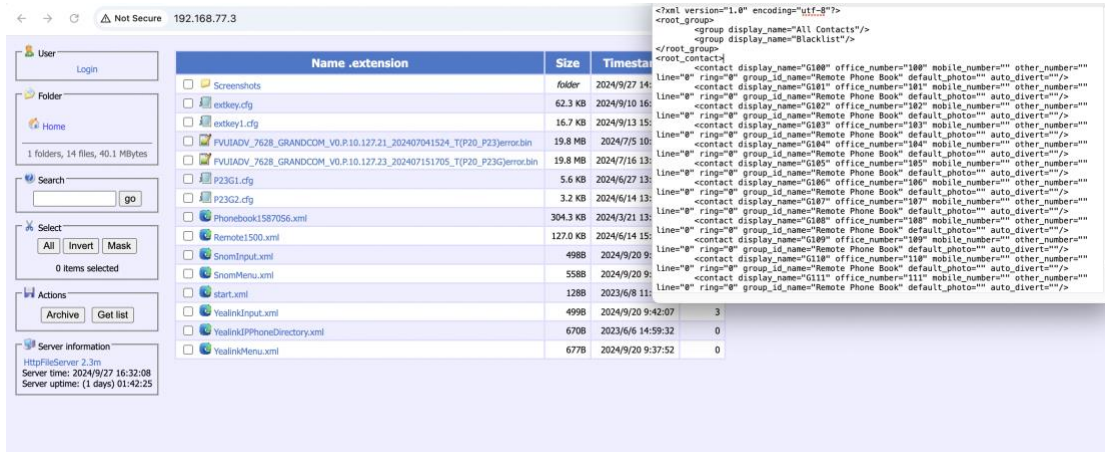 Not Secure 192.168.77.3
User
Login
Folder
Home
1 folders, 14 files, 40.1 MBytes
Search
go
Select
All Invert Mask
0 items selected
Actions
Archive Get list
Server information
HttpFileServer 2.3m
Server time: 2024/9/27 16:32:08
Server uptime: (1 days) 01:42:25
Name .extension Size Timesta
Screenshots folder 2024/9/27 14:
extkey.cfg 62.3 KB 2024/9/10 16:
extkey1.cfg 16.7 KB 2024/9/13 15:
FVUIADV_7628_GRANDCOM_V0.P.10.127.21_202407041524_T(P20_P23)error.bin 19.8 MB 2024/7/5 10:
FVUIADV_7628_GRANDCOM_V0.P.10.127.23_202407151705_T(P20_P23G)error.bin 19.8 MB 2024/7/16 13:
P23G1.cfg 5.6 KB 2024/6/27 13:
P23G2.cfg 3.2 KB 2024/6/14 13:
Phonebook1587OS6.xml 304.3 KB 2024/3/21 13:
Remote1500.xml 127.0 KB 2024/6/14 15:
SnomInput.xml 498B 2024/9/20 9:
SnomMenu.xml 558B 2024/9/20 9:
start.xml 128B 2023/6/8 11:
YealinkInput.xml 499B 2024/9/20 9:42:07 3
YealinkIPPhoneDirectory.xml 670B 2023/6/6 14:59:32 0
YealinkMenu.xml 677B 2024/9/20 9:37:52 0
<?xml version="1.0" encoding="utf-8"?>
<root_group>
<group display_name="All Contacts"/>
<group display_name="Blacklist"/>
</root_group>
<root_contact>
<contact display_name="G100" office_number="100" mobile_number="" other_number=""
line="0" ring="0" group_id_name="Remote Phone Book" default_photo="" auto_divert=""/>
<contact display_name="G101" office_number="101" mobile_number="" other_number=""
line="0" ring="0" group_id_name="Remote Phone Book" default_photo="" auto_divert=""/>
<contact display_name="G102" office_number="102" mobile_number="" other_number=""
line="0" ring="0" group_id_name="Remote Phone Book" default_photo="" auto_divert=""/>
<contact display_name="G103" office_number="103" mobile_number="" other_number=""
line="0" ring="0" group_id_name="Remote Phone Book" default_photo="" auto_divert=""/>
<contact display_name="G104" office_number="104" mobile_number="" other_number=""
line="0" ring="0" group_id_name="Remote Phone Book" default_photo="" auto_divert=""/>
<contact display_name="G105" office_number="105" mobile_number="" other_number=""
line="0" ring="0" group_id_name="Remote Phone Book" default_photo="" auto_divert=""/>
<contact display_name="G106" office_number="106" mobile_number="" other_number=""
line="0" ring="0" group_id_name="Remote Phone Book" default_photo="" auto_divert=""/>
<contact display_name="G107" office_number="107" mobile_number="" other_number=""
line="0" ring="0" group_id_name="Remote Phone Book" default_photo="" auto_divert=""/>
<contact display_name="G108" office_number="108" mobile_number="" other_number=""
line="0" ring="0" group_id_name="Remote Phone Book" default_photo="" auto_divert=""/>
<contact display_name="G109" office_number="109" mobile_number="" other_number=""
line="0" ring="0" group_id_name="Remote Phone Book" default_photo="" auto_divert=""/>
<contact display_name="G110" office_number="110" mobile_number="" other_number=""
line="0" ring="0" group_id_name="Remote Phone Book" default_photo="" auto_divert=""/>
<contact display_name="G111" office_number="111" mobile_number="" other_number=""
line="0" ring="0" group_id_name="Remote Phone Book" default_photo="" auto_divert=""/>